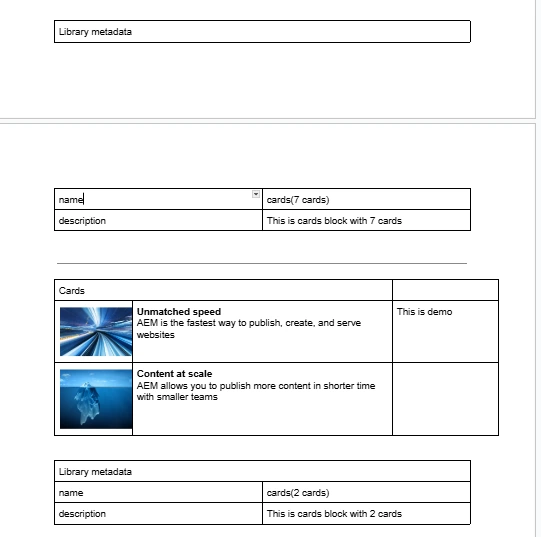 Library metadata
name
cards(7 cards)
description
This is cards block with 7 cards
Cards
Unmatched speed
AEM is the fastest way to publish, create, and serve
websites
This is demo
Content at scale
AEM allows you to publish more content in shorter time
with smaller teams
Library metadata
name
cards(2 cards)
description
This is cards block with 2 cards